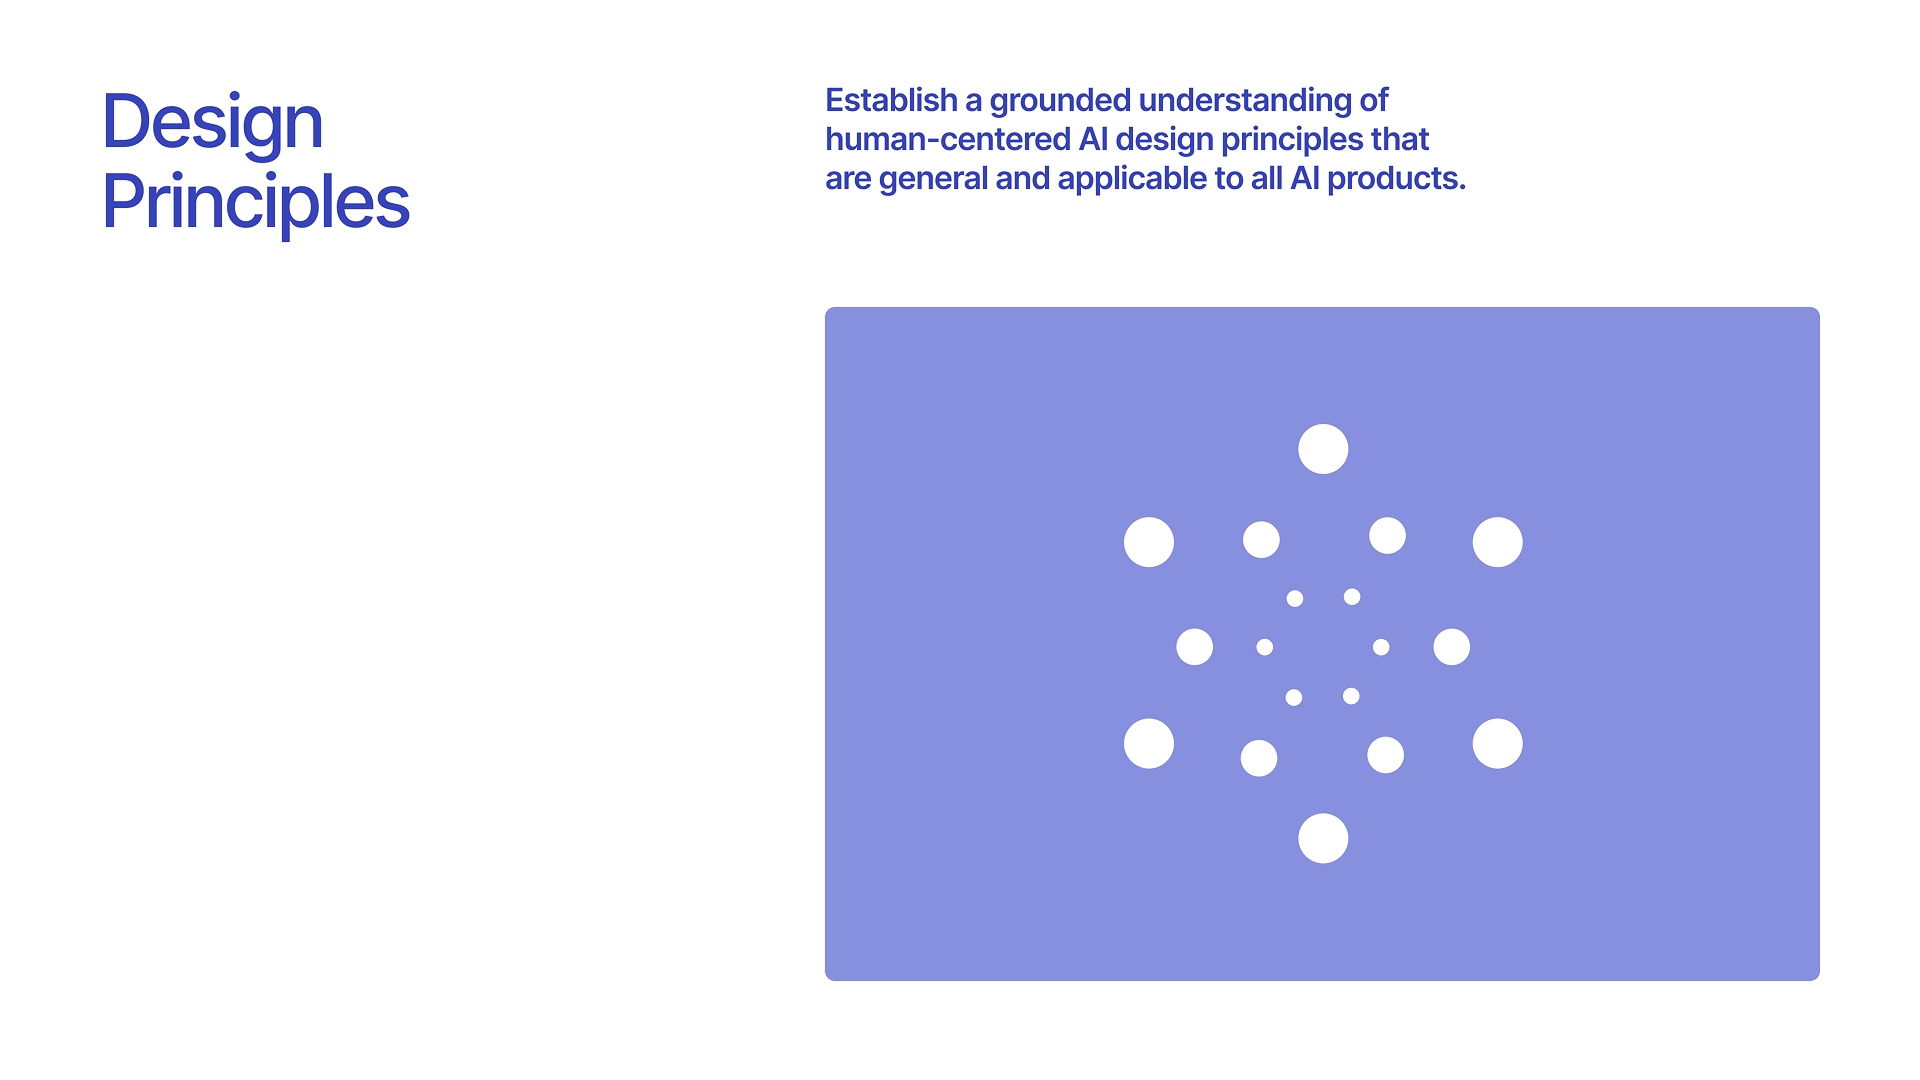 Design
Principles
Establish a grounded understanding of
human-centered AI design principles that
are general and applicable to all AI products.